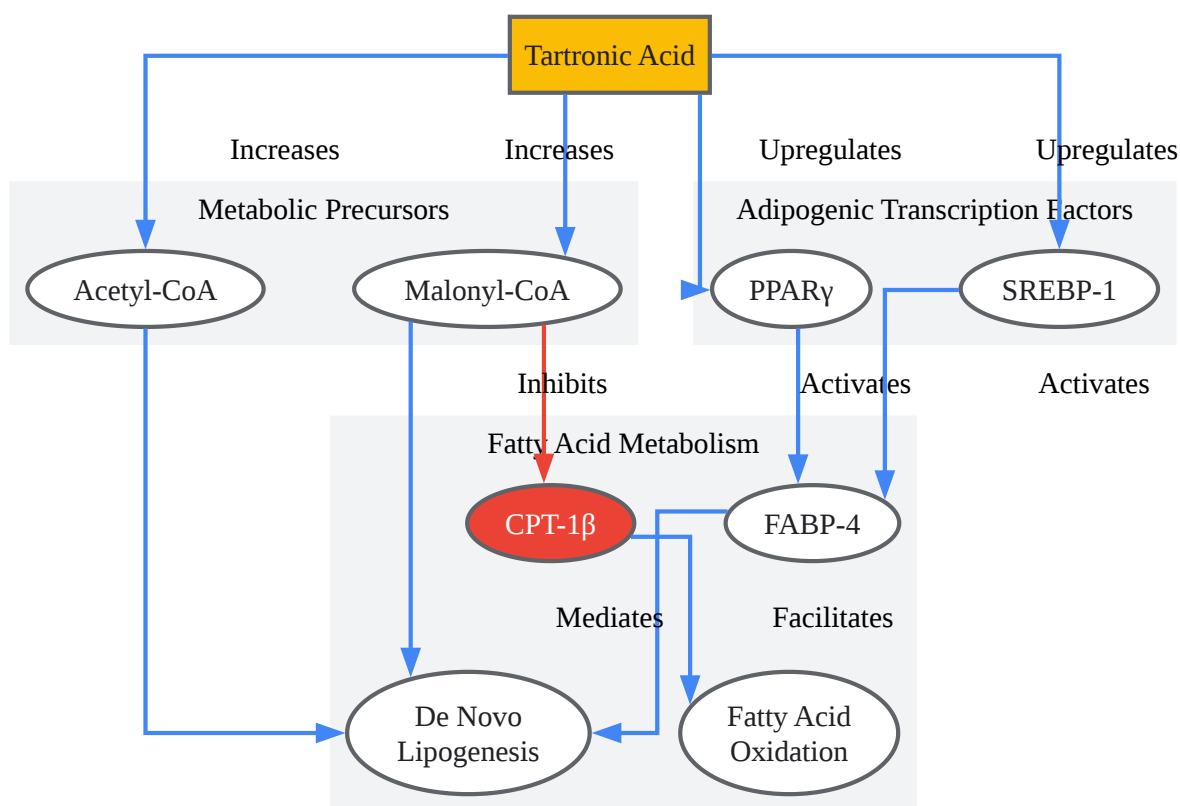 Tartronic Acid
Increases
Increases
Upregulates
Upregulates
Metabolic Precursors
Adipogenic Transcription Factors
Acetyl-CoA
Malonyl-CoA
PPARγ
SREBP-1
Inhibits
Activates
Activates
Fatty Acid Metabolism
CPT-1β
FABP-4
Mediates
Facilitates
De Novo
Lipogenesis
Fatty Acid
Oxidation